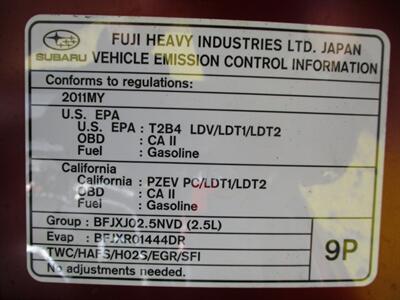 SUBARU
FUJI HEAVY INDUSTRIES LTD. JAPAN
VEHICLE EMISSION CONTROL INFORMATION
Conforms to regulations:
2011MY
U.S. EPA
U.S. EPA : T2B4 LDV/LDT1/LDT2
OBD : CA II
Fuel : Gasoline
California
California : PZEV PC/LDT1/LDT2
OBD : CA II
Fuel : Gasoline
Group : BFJXJ02.5NVD (2.5L)
Evap : BFJXR01444DR
TWC/HAFS/HO2S/EGR/SFI
No adjustments needed.
9P